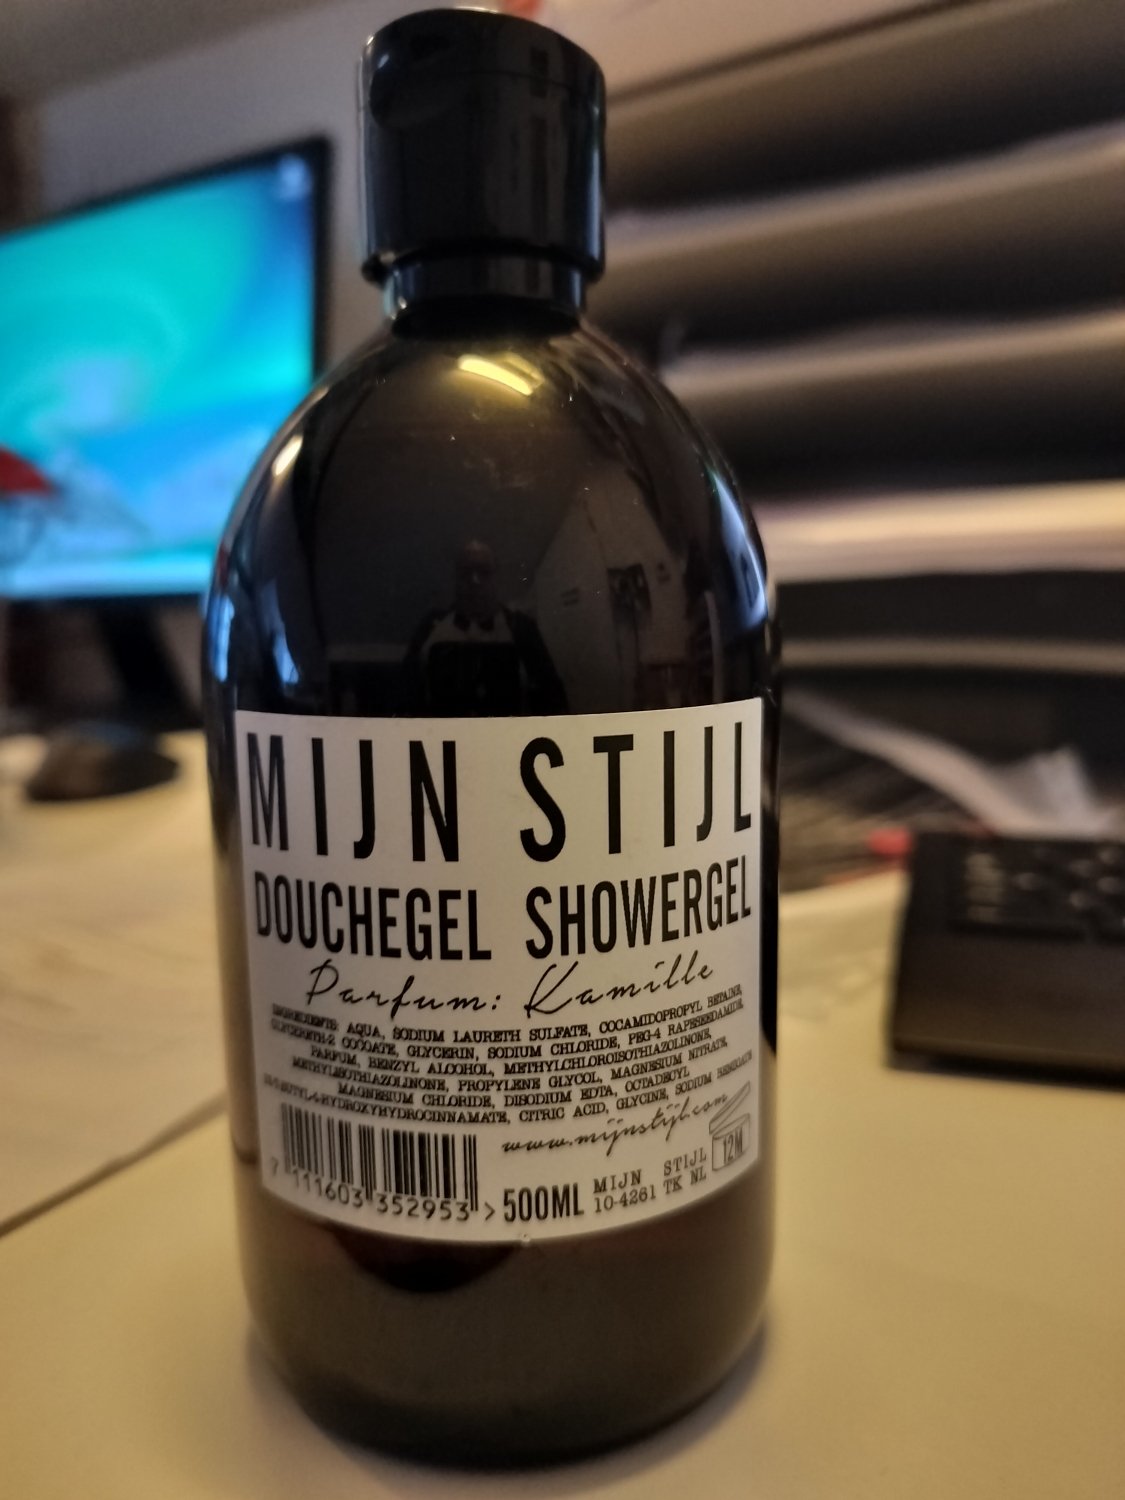 MIJN STIJL
DOUCHEGEL SHOWERGEL
Parfum: Kamille
INGREDIENTS: AQUA, SODIUM LAURETH SULFATE, COCAMIDOPROPYL BETAINE,
GLYCERETH-2 COCOATE, GLYCERIN, SODIUM CHLORIDE, PEG-4 RAPESEEDAMIDE,
PARFUM, BENZYL ALCOHOL, METHYLCHLOROISOTHIAZOLINONE,
METHYLISOTHIAZOLINONE, PROPYLENE GLYCOL, MAGNESIUM NITRATE,
MAGNESIUM CHLORIDE, DISODIUM EDTA, OCTADECYL
DI-T-BUTYL-4-HYDROXYHYDROCINNAMATE, CITRIC ACID, GLYCINE, SODIUM BENZOATE
www.mijnstijl.com
12M
7 111603 352953 >
500ML
MIJN STIJL
10-4261 TK NL